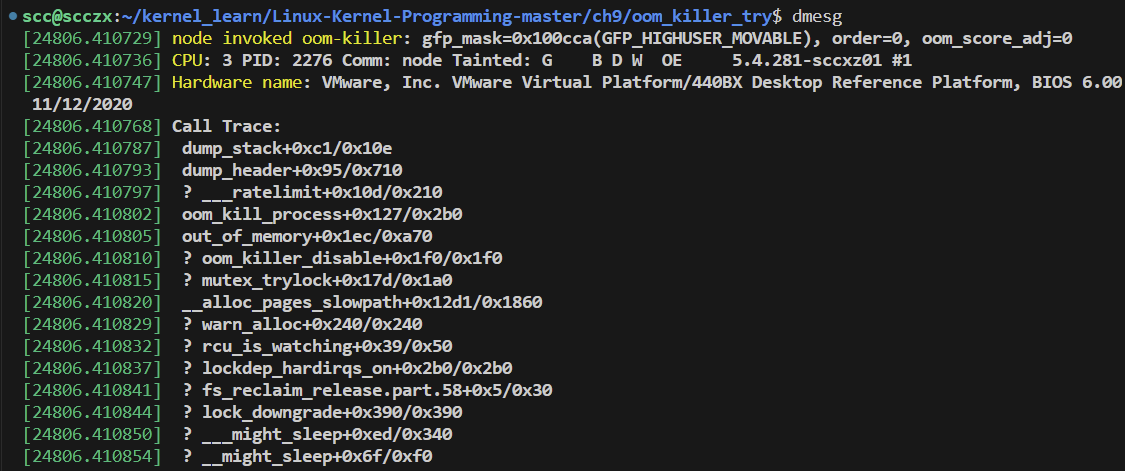 scc@scczx:~/kernel_learn/Linux-Kernel-Programming-master/ch9/oom_killer_try$ dmesg
[24806.410729] node invoked oom-killer: gfp_mask=0x100cca(GFP_HIGHUSER_MOVABLE), order=0, oom_score_adj=0
[24806.410736] CPU: 3 PID: 2276 Comm: node Tainted: G    B D W  OE     5.4.281-sccxz01 #1
[24806.410747] Hardware name: VMware, Inc. VMware Virtual Platform/440BX Desktop Reference Platform, BIOS 6.00
 11/12/2020
[24806.410768] Call Trace:
[24806.410787]  dump_stack+0xc1/0x10e
[24806.410793]  dump_header+0x95/0x710
[24806.410797]  ? ___ratelimit+0x10d/0x210
[24806.410802]  oom_kill_process+0x127/0x2b0
[24806.410805]  out_of_memory+0x1ec/0xa70
[24806.410810]  ? oom_killer_disable+0x1f0/0x1f0
[24806.410815]  ? mutex_trylock+0x17d/0x1a0
[24806.410820]  __alloc_pages_slowpath+0x12d1/0x1860
[24806.410829]  ? warn_alloc+0x240/0x240
[24806.410832]  ? rcu_is_watching+0x39/0x50
[24806.410837]  ? lockdep_hardirqs_on+0x2b0/0x2b0
[24806.410841]  ? fs_reclaim_release.part.58+0x5/0x30
[24806.410844]  ? lock_downgrade+0x390/0x390
[24806.410850]  ? ___might_sleep+0xed/0x340
[24806.410854]  ? __might_sleep+0x6f/0xf0